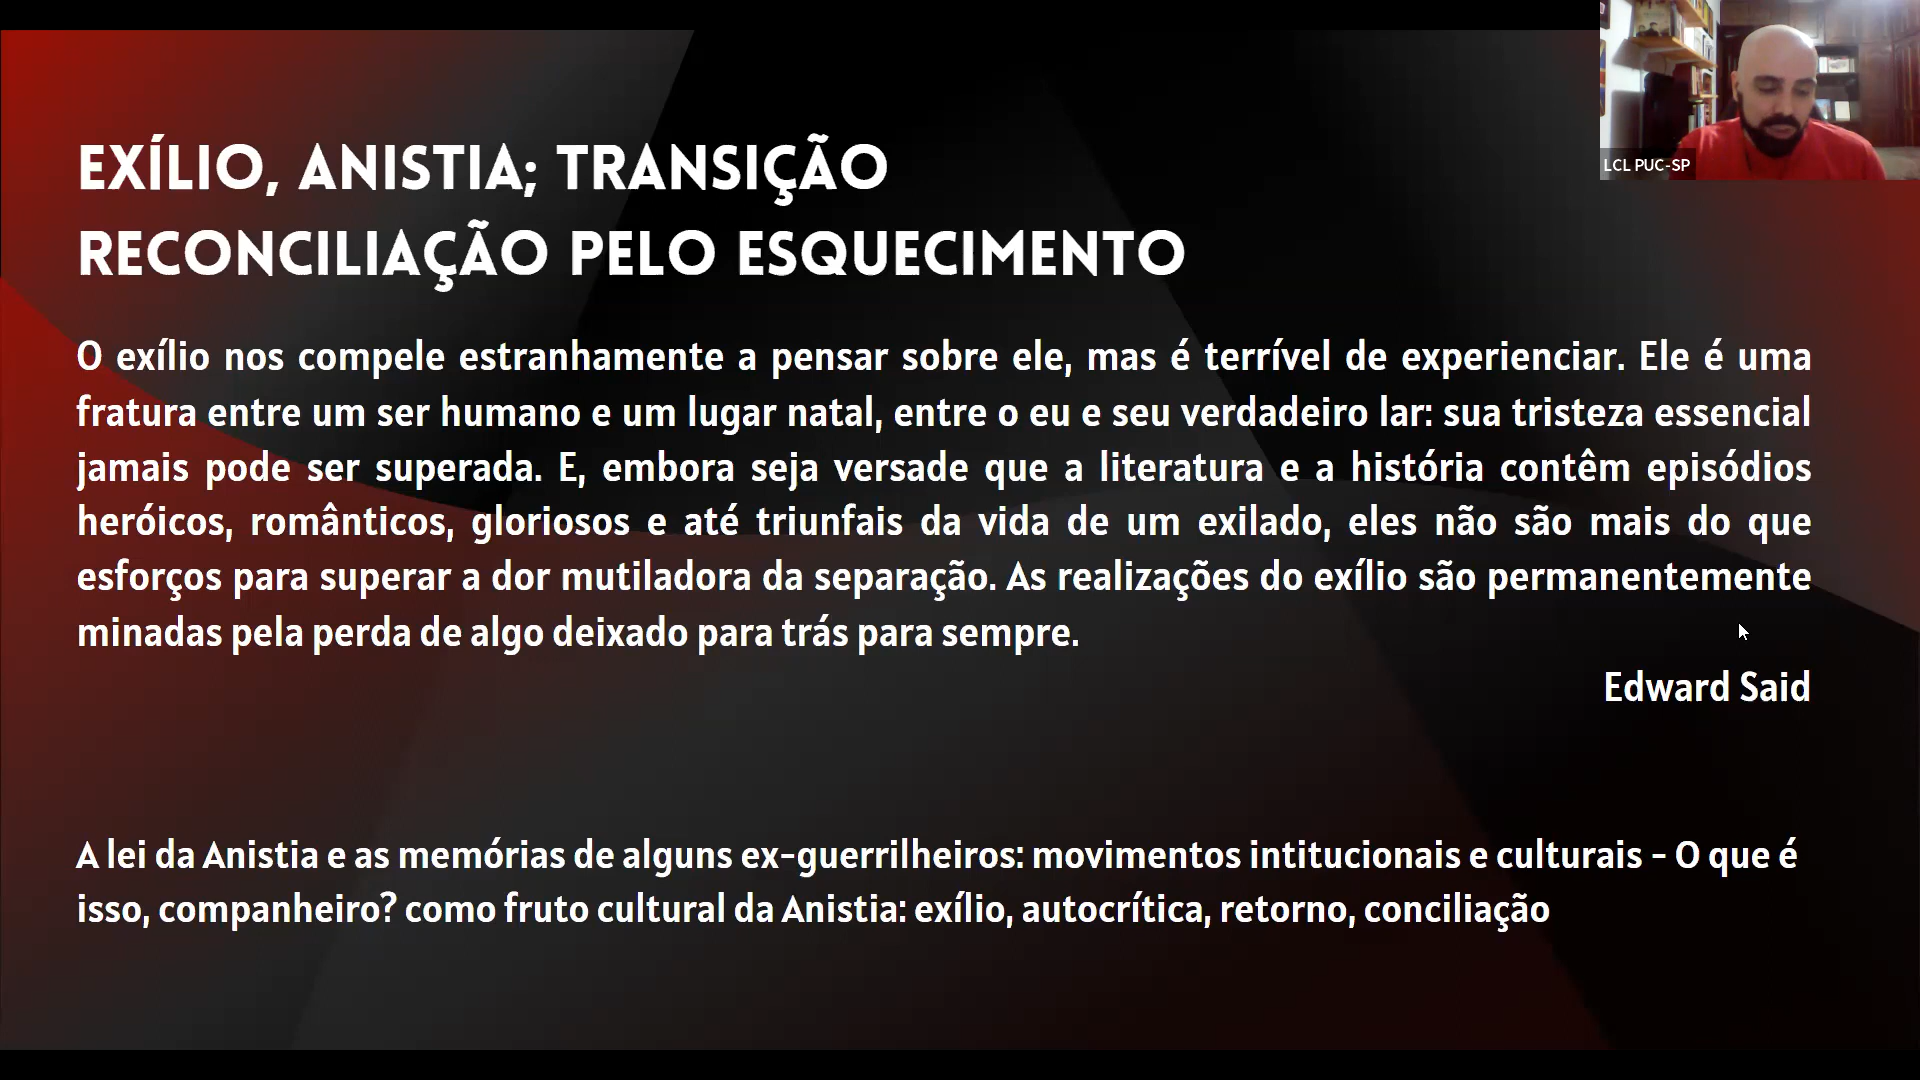 LCL PUC-SP
EXÍLIO, ANISTIA; TRANSIÇÃO
RECONCILIAÇÃO PELO ESQUECIMENTO
O exílio nos compele estranhamente a pensar sobre ele, mas é terrível de experienciar. Ele é uma
fratura entre um ser humano e um lugar natal, entre o eu e seu verdadeiro lar: sua tristeza essencial
jamais pode ser superada. E, embora seja versade que a literatura e a história contêm episódios
heróicos, românticos, gloriosos e até triunfais da vida de um exilado, eles não são mais do que
esforços para superar a dor mutiladora da separação. As realizações do exílio são permanentemente
minadas pela perda de algo deixado para trás para sempre.
Edward Said
A lei da Anistia e as memórias de alguns ex-guerrilheiros: movimentos intitucionais e culturais - O que é
isso, companheiro? como fruto cultural da Anistia: exílio, autocrítica, retorno, conciliação